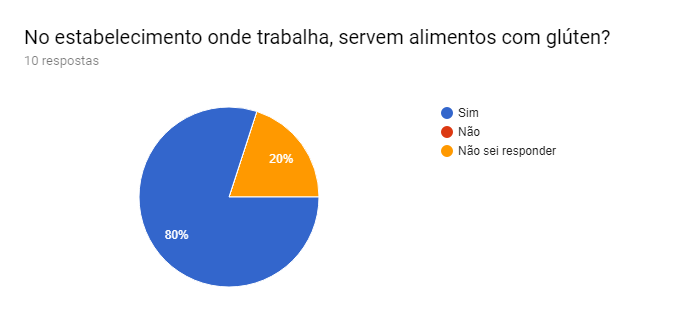 No estabelecimento onde trabalha, servem alimentos com glúten?
10 respostas
Sim
Não
Não sei responder
20%
80%